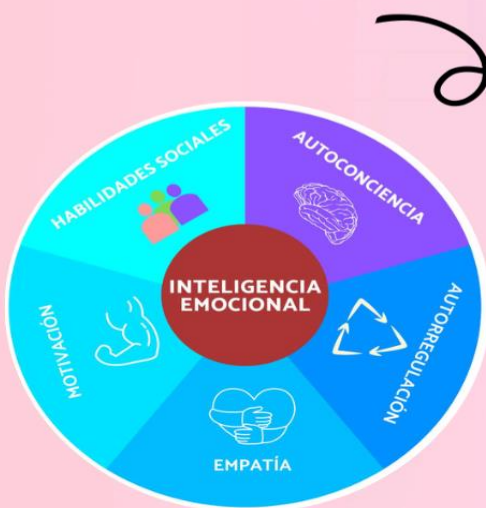 HABILIDADES SOCIALES
AUTOCONCIENCIA
INTELIGENCIA
EMOCIONAL
MOTIVACIÓN
AUTORREGULACIÓN
EMPATÍA